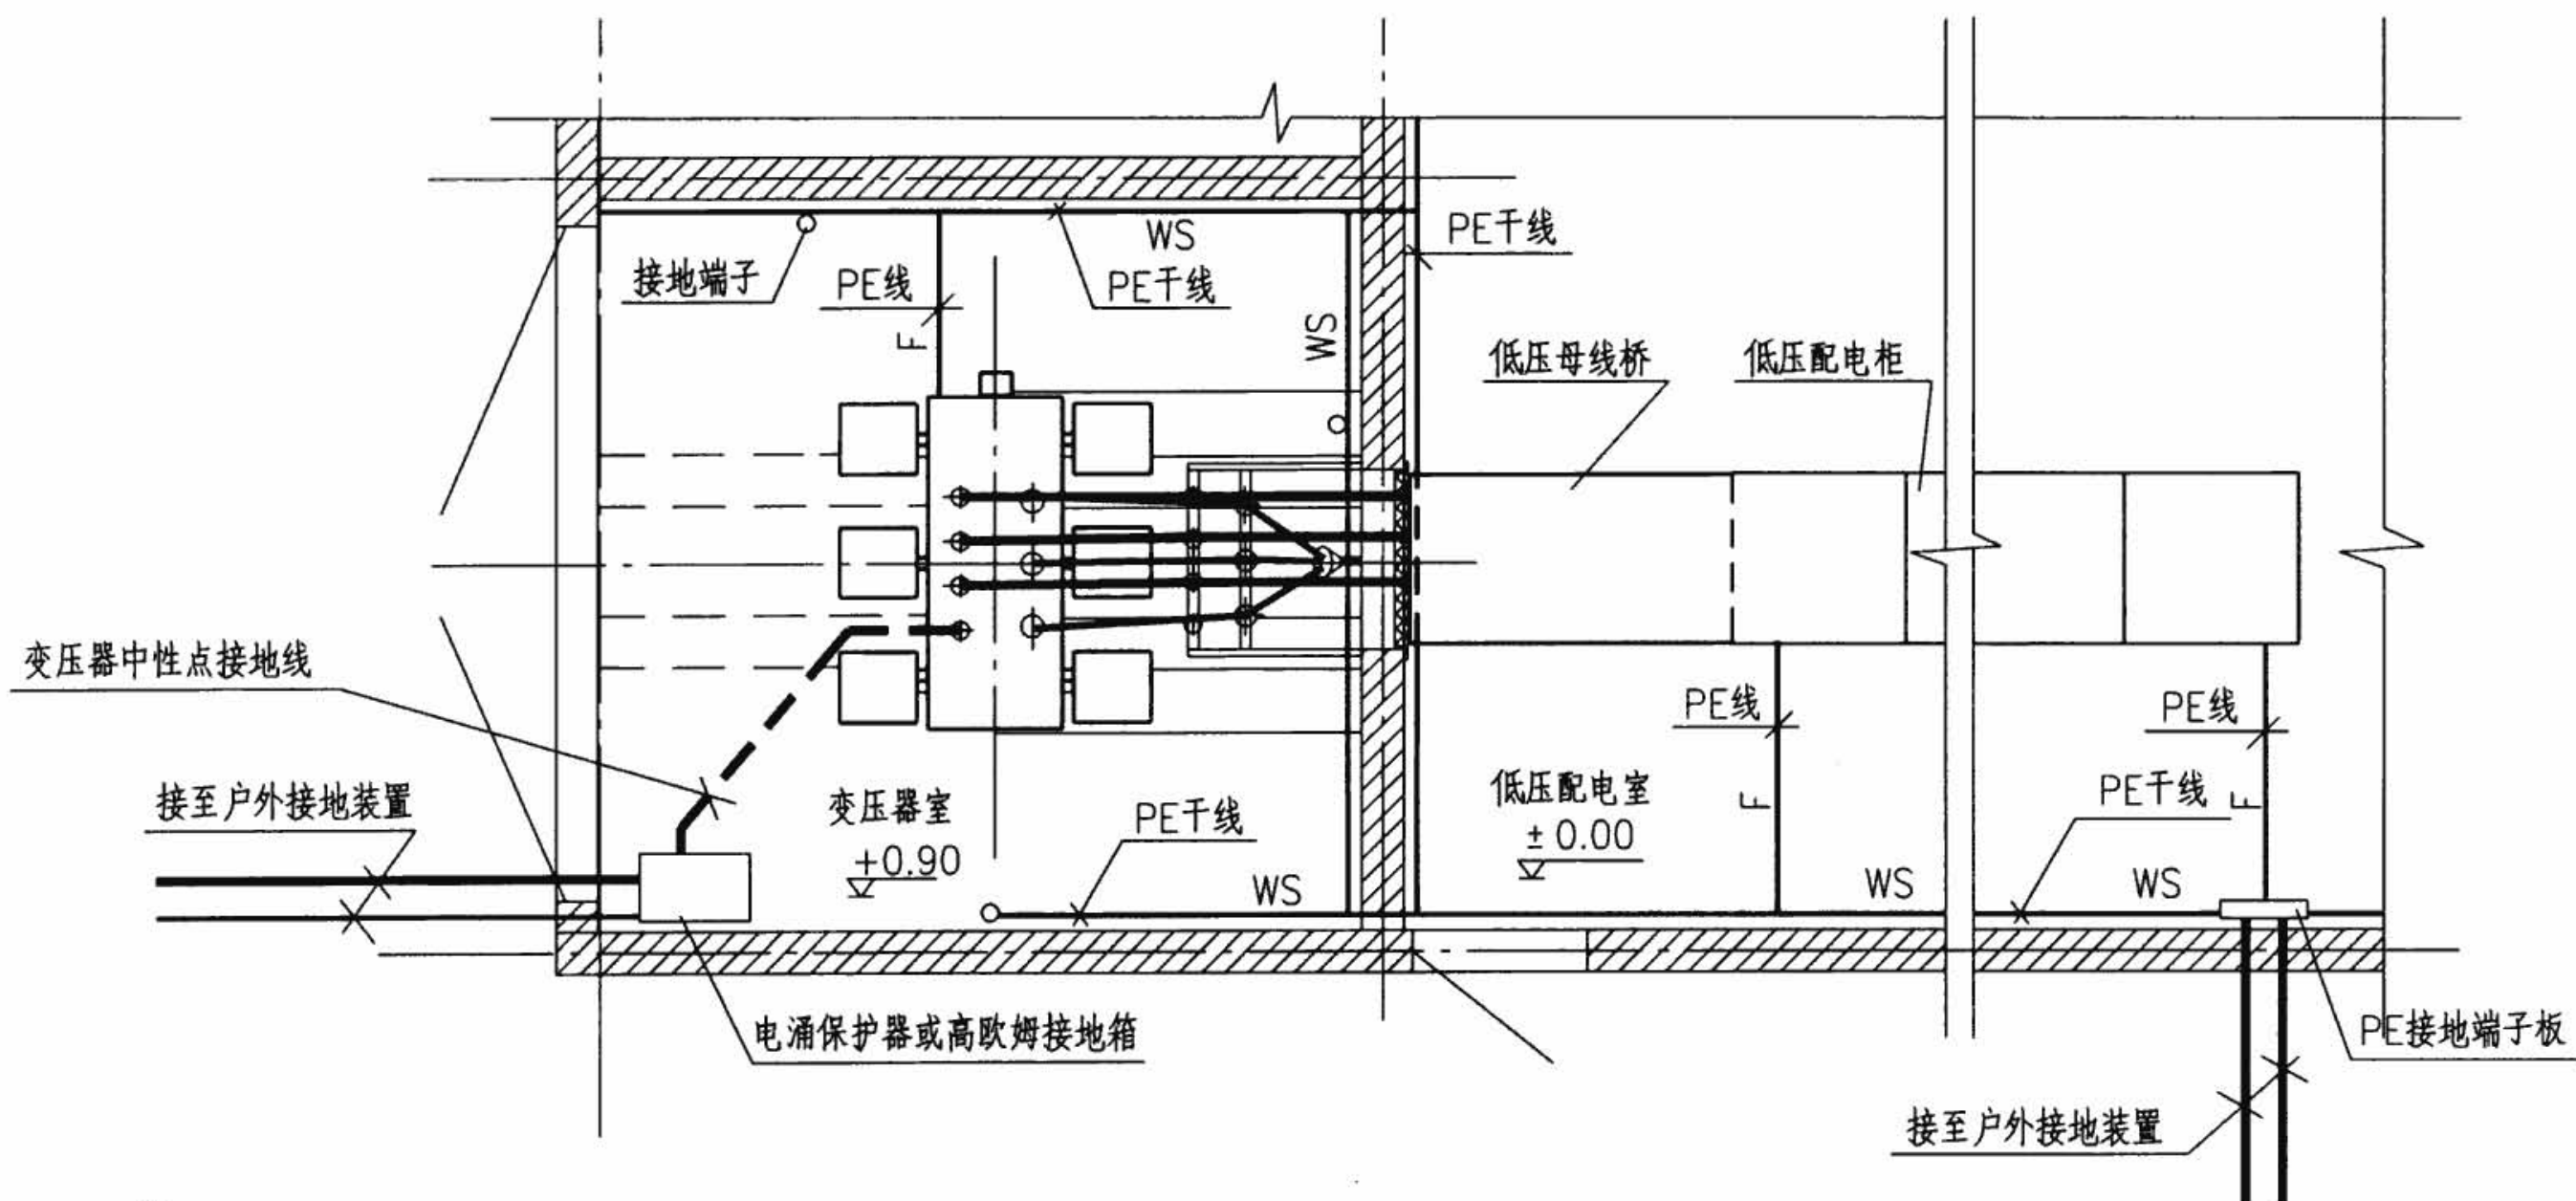 WS
PE干线
接地端子
PE线
PE干线
F
WS
低压母线桥
低压配电柜
变压器中性点接地线
PE线
PE线
接至户外接地装置
变压器室
+0.90
PE干线
WS
低压配电室
± 0.00
F
PE干线
F
WS
WS
电涌保护器或高欧姆接地箱
PE接地端子板
接至户外接地装置